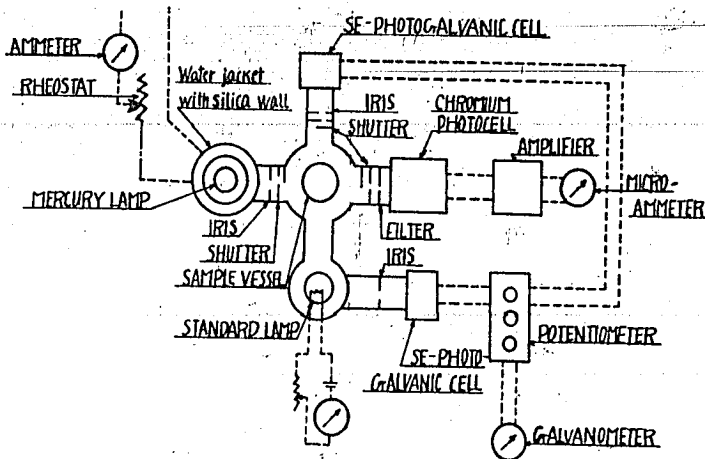 SE-PHOTOGALVANIC CELL
AMMETER
RHEOSTAT
Water jacket
with silica wall
IRIS
SHUTTER
CHROMIUM
PHOTOCELL
AMPLIFIER
MERCURY LAMP
MICRO-
AMMETER
IRIS
SHUTTER
SAMPLE VESSEL
FILTER
IRIS
STANDARD LAMP
SE-PHOTO
GALVANIC CELL
POTENTIOMETER
GALVANOMETER